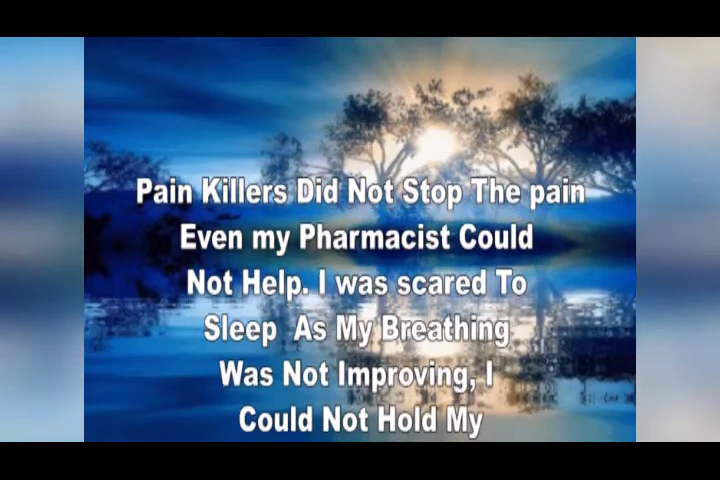 Pain Killers Did Not Stop The pain
Even my Pharmacist Could
Not Help. I was scared To
Sleep As My Breathing
Was Not Improving, I
Could Not Hold My